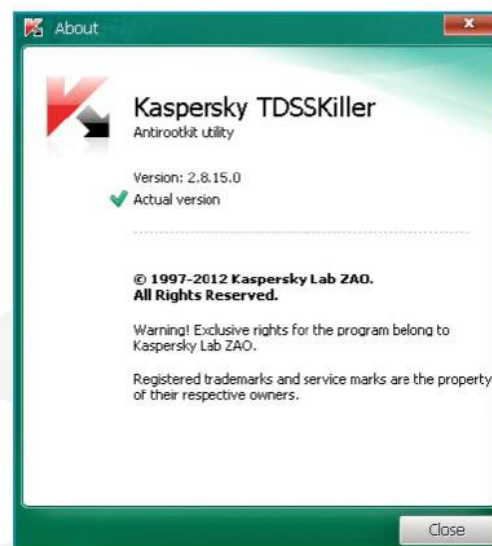 About
Kaspersky TDSSKiller
Antirootkit utility
Version: 2.8.15.0
Actual version
© 1997-2012 Kaspersky Lab ZAO.
All Rights Reserved.
Warning! Exclusive rights for the program belong to
Kaspersky Lab ZAO.
Registered trademarks and service marks are the property
of their respective owners.
Close